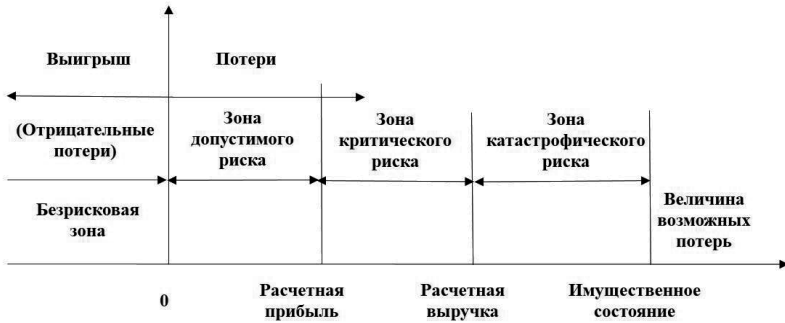 Выигрыш
Потери
(Отрицательные
потери)
Зона
допустимого
риска
Зона
критического
риска
Зона
катастрофического
риска
Безрисковая
зона
Величина
возможных
потерь
0
Расчетная
прибыль
Расчетная
выручка
Имущественное
состояние